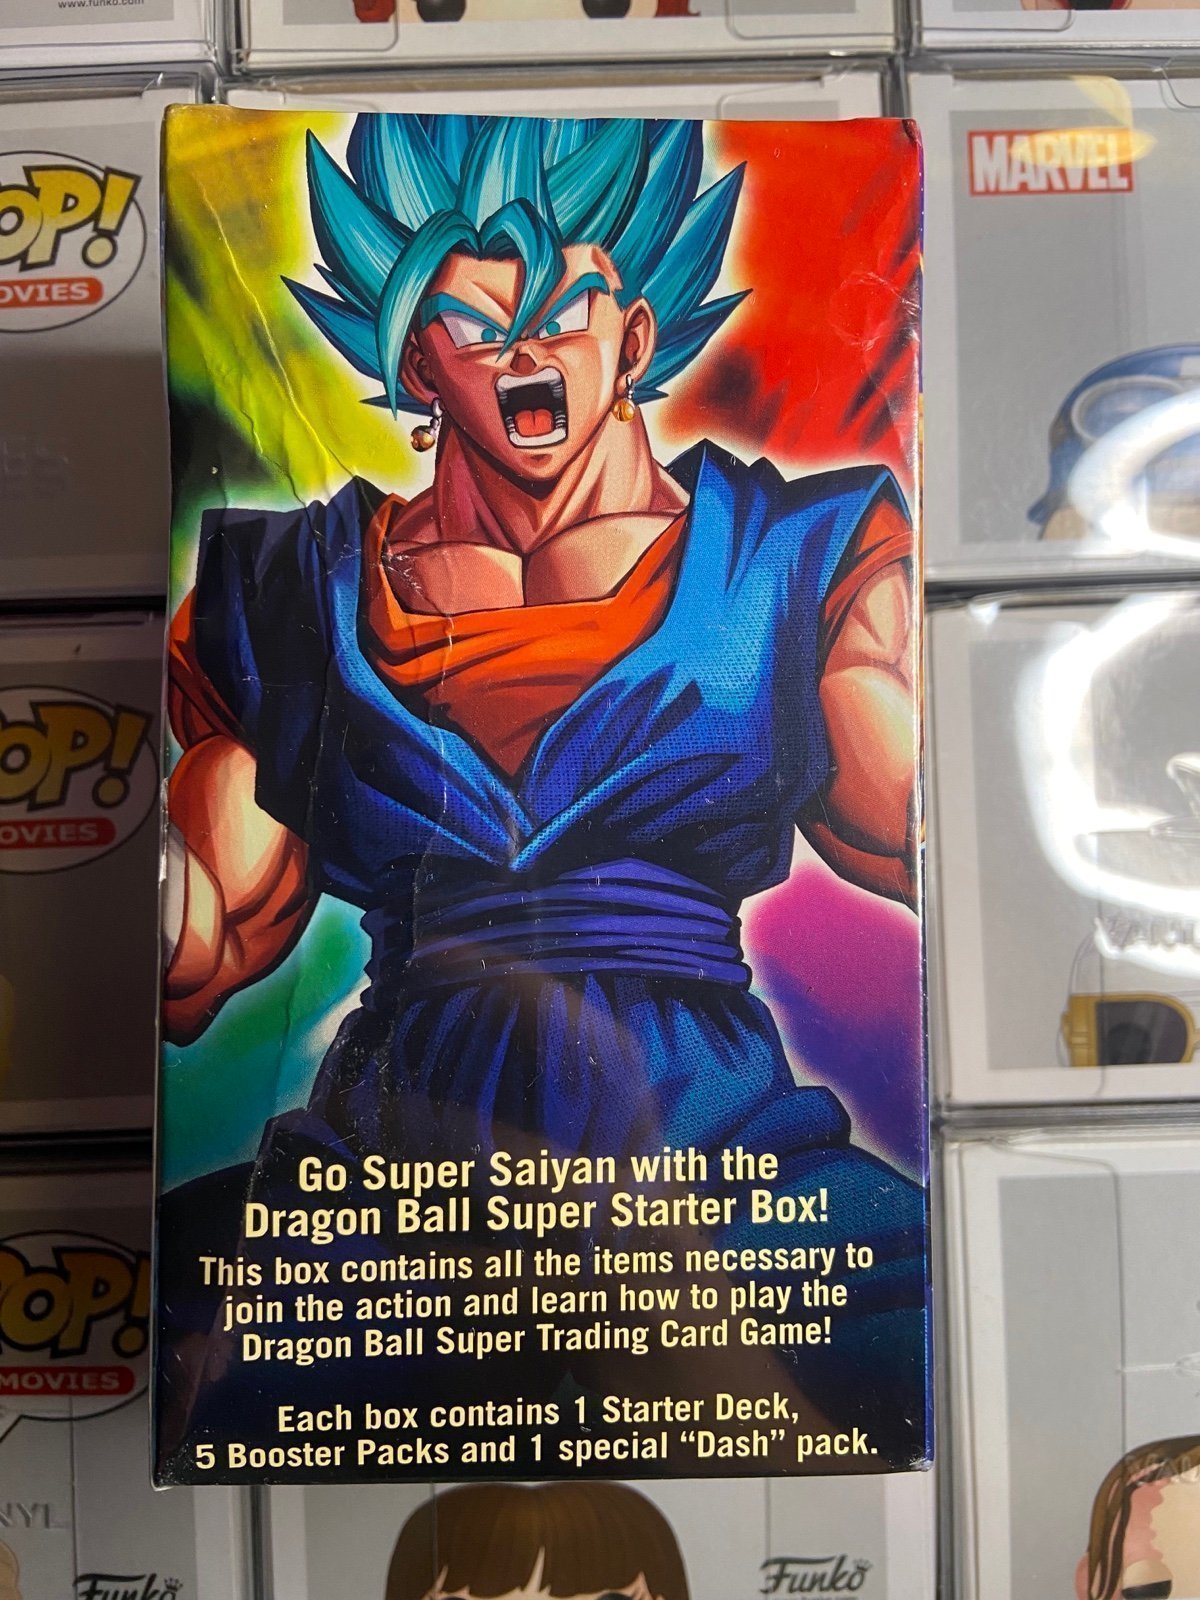 www.funko.com
POP!
MOVIES
MARVEL
POP!
MOVIES
POP!
MOVIES
Go Super Saiyan with the
Dragon Ball Super Starter Box!
This box contains all the items necessary to
join the action and learn how to play the
Dragon Ball Super Trading Card Game!
Each box contains 1 Starter Deck,
5 Booster Packs and 1 special “Dash” pack.
Funko
Funko